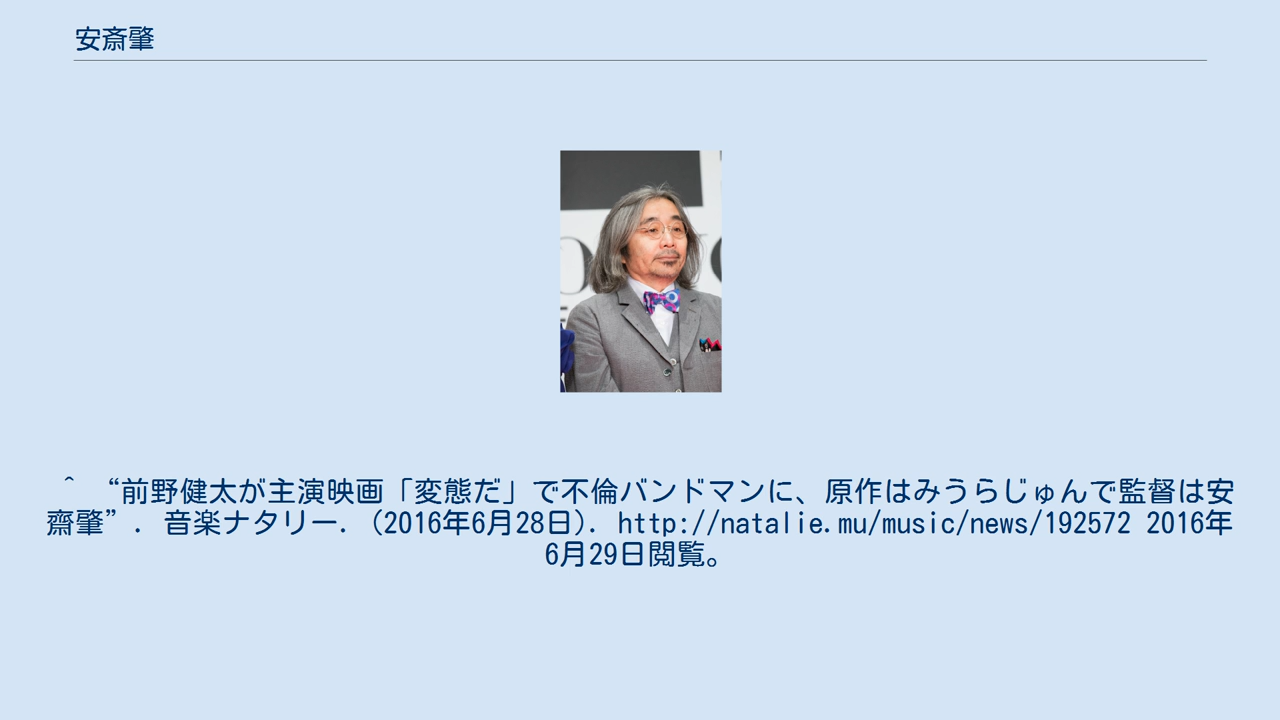 安斎肇
^ “前野健太が主演映画「変態だ」で不倫バンドマンに、原作はみうらじゅんで監督は安
齋肇”. 音楽ナタリー. (2016年6月28日). http://natalie.mu/music/news/192572 2016年
6月29日閲覧。